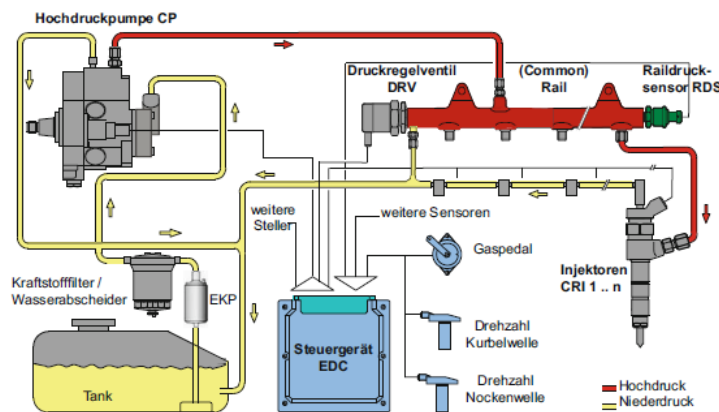 Hochdruckpumpe CP
Druckregelventil
DRV
(Common)
Rail
Raildruck-
sensor RDS
weitere
Steller
weitere Sensoren
Gaspedal
Injektoren
CRI 1 .. n
Kraftstofffilter /
Wasserabscheider
EKP
Drehzahl
Kurbelwelle
Steuergerät
EDC
Drehzahl
Nockenwelle
Tank
Hochdruck
Niederdruck